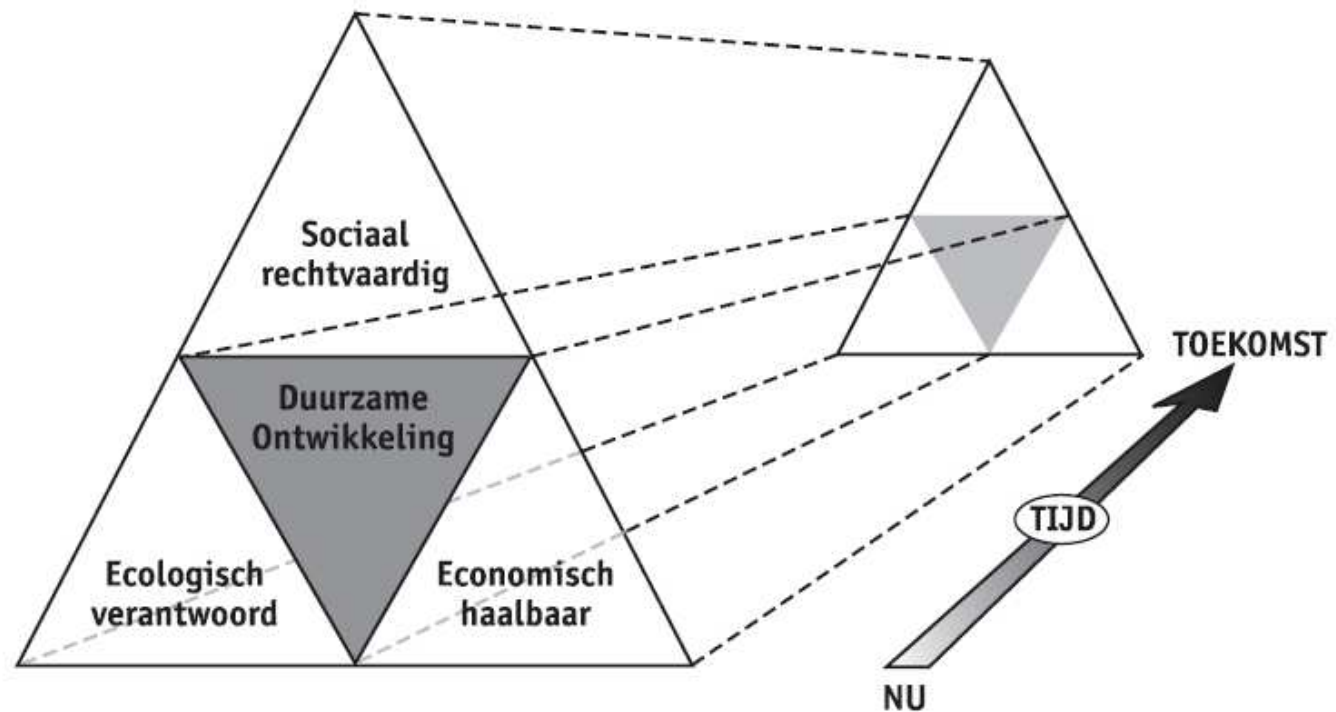 Sociaal
rechtvaardig
Duurzame
Ontwikkeling
Ecologisch
verantwoord
Economisch
haalbaar
TOEKOMST
TIJD
NU